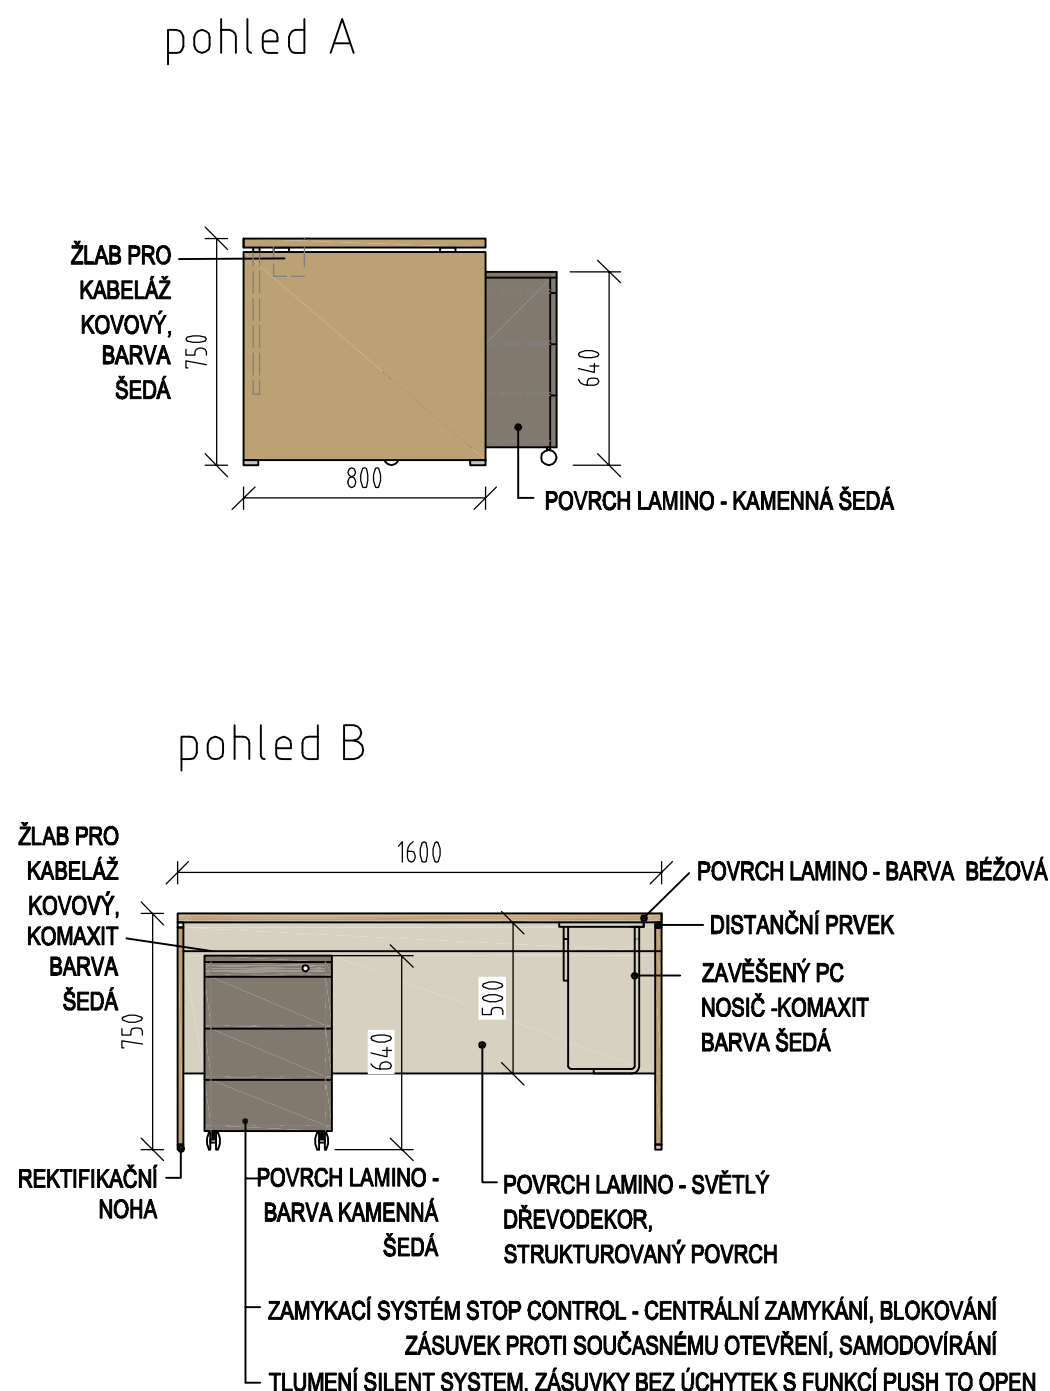 pohled A
ŽLAB PRO
KABELÁŽ
KOVOVÝ,
BARVA
ŠEDÁ
750
640
800
POVRCH LAMINO - KAMENNÁ ŠEDÁ
pohled B
ŽLAB PRO
KABELÁŽ
KOVOVÝ,
KOMAXIT
BARVA
ŠEDÁ
1600
POVRCH LAMINO - BARVA BÉŽOVÁ
DISTANČNÍ PRVEK
ZAVĚŠENÝ PC
NOSIČ -KOMAXIT
BARVA ŠEDÁ
750
500
640
REKTIFIKAČNÍ
NOHA
POVRCH LAMINO -
BARVA KAMENNÁ
ŠEDÁ
POVRCH LAMINO - SVĚTLÝ
DŘEVODEKOR,
STRUKTUROVANÝ POVRCH
ZAMYKACÍ SYSTÉM STOP CONTROL - CENTRÁLNÍ ZAMYKÁNÍ, BLOKOVÁNÍ
ZÁSUVEK PROTI SOUČASNÉMU OTEVŘENÍ, SAMODOVÍRÁNÍ
TLUMENÍ SILENT SYSTEM, ZÁSUVKY BEZ ÚCHYTEK S FUNKCÍ PUSH TO OPEN